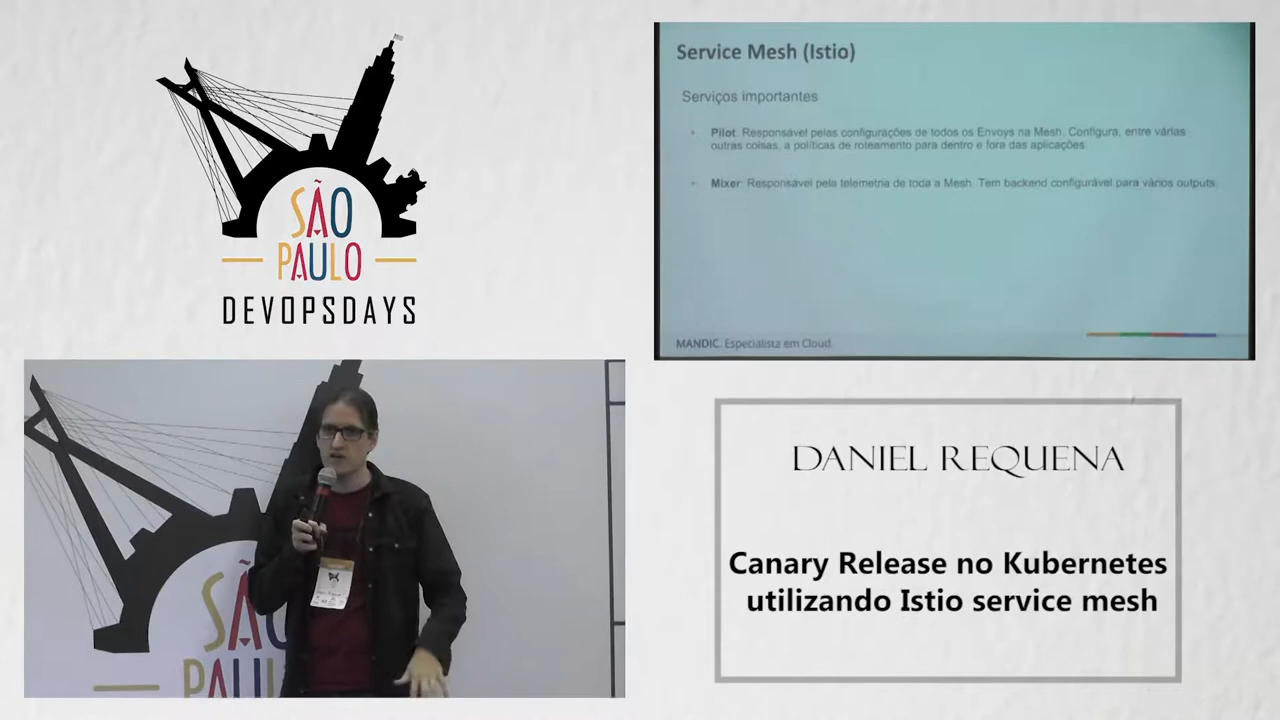 SÃO
PAULO
DEVOPSDAYS
Service Mesh (Istio)
Serviços importantes
Pilot: Responsável pelas configurações de todos os Envoys na Mesh. Configura, entre várias
outras coisas, a políticas de roteamento para dentro e fora das aplicações.
Mixer: Responsável pela telemetria de toda a Mesh. Tem backend configurável para vários outputs.
MANDIC. Especialista em Cloud.
SÃO
PAUL
DANIEL REQUENA
Canary Release no Kubernetes
utilizando Istio service mesh